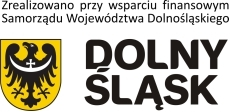 Zrealizowano przy wsparciu finansowym
Samorządu Województwa Dolnośląskiego
DOLNY
ŚLĄSK